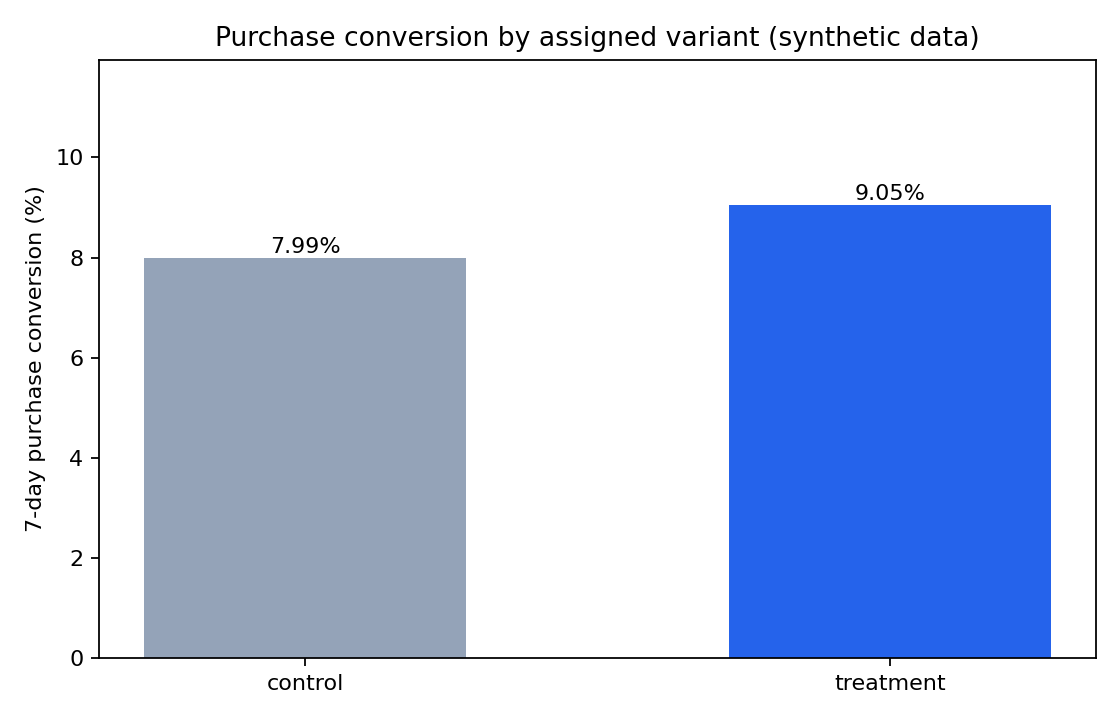 Purchase conversion by assigned variant (synthetic data)
7-day purchase conversion (%)
10
8
6
4
2
0
7.99%
9.05%
control
treatment